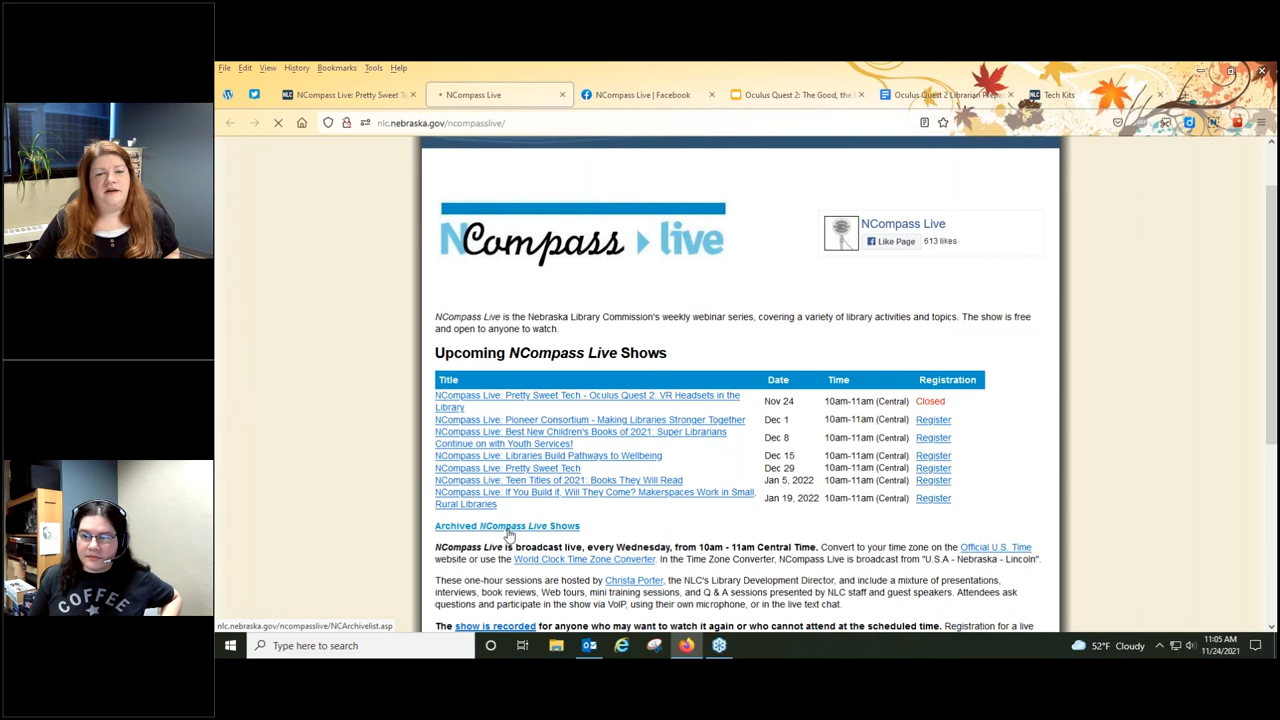 File Edit View History Bookmarks Tools Help
NCompass Live: Pretty Sweet Te
NCompass Live
NCompass Live | Facebook
Oculus Quest 2: The Good, the B
Oculus Quest 2 Librarian Prepa
Tech Kits
nlc.nebraska.gov/ncompasslive/
NCompass live
NCompass Live
Like Page 613 likes
NCompass Live is the Nebraska Library Commission's weekly webinar series, covering a variety of library activities and topics. The show is free
and open to anyone to watch.
Upcoming NCompass Live Shows
Title Date Time Registration
NCompass Live: Pretty Sweet Tech - Oculus Quest 2: VR Headsets in the
Library Nov 24 10am-11am (Central) Closed
NCompass Live: Pioneer Consortium - Making Libraries Stronger Together Dec 1 10am-11am (Central) Register
NCompass Live: Best New Children's Books of 2021: Super Librarians
Continue on with Youth Services! Dec 8 10am-11am (Central) Register
NCompass Live: Libraries Build Pathways to Wellbeing Dec 15 10am-11am (Central) Register
NCompass Live: Pretty Sweet Tech Dec 29 10am-11am (Central) Register
NCompass Live: Teen Titles of 2021: Books They Will Read Jan 5, 2022 10am-11am (Central) Register
NCompass Live: If You Build it, Will They Come? Makerspaces Work in Small,
Rural Libraries Jan 19, 2022 10am-11am (Central) Register
Archived NCompass Live Shows
NCompass Live is broadcast live, every Wednesday, from 10am - 11am Central Time. Convert to your time zone on the Official U.S. Time
website or use the World Clock Time Zone Converter. In the Time Zone Converter, NCompass Live is broadcast from "U.S.A - Nebraska - Lincoln".
These one-hour sessions are hosted by Christa Porter, the NLC's Library Development Director, and include a mixture of presentations,
interviews, book reviews, Web tours, mini training sessions, and Q & A sessions presented by NLC staff and guest speakers. Attendees ask
questions and participate in the show via VoIP, using their own microphone, or in the live text chat.
The show is recorded for anyone who may want to watch it again or who cannot attend at the scheduled time. Registration for a live
nlc.nebraska.gov/ncompasslive/NCArchivelist.asp
COFFEE
Type here to search
52°F Cloudy
11:05 AM
11/24/2021